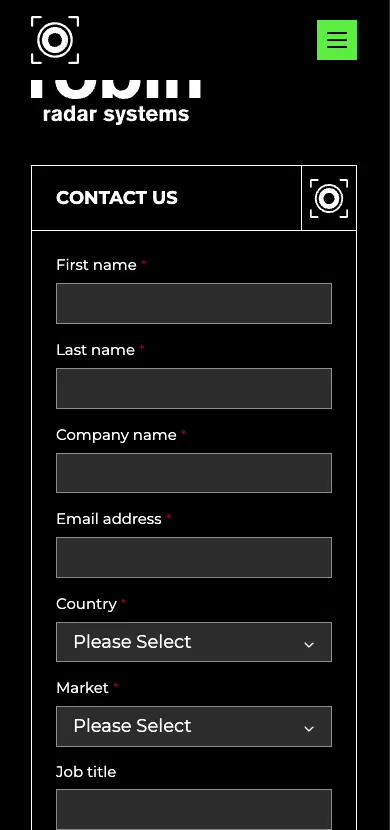 robin
radar systems
CONTACT US
First name *
Last name *
Company name *
Email address *
Country *
Please Select
Market *
Please Select
Job title